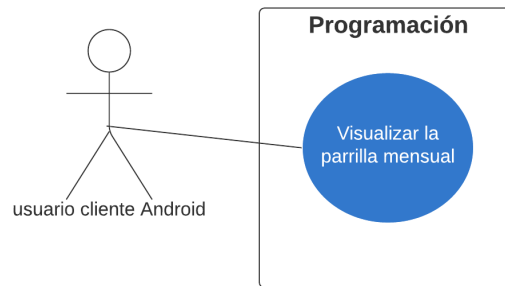 Programación
Visualizar la
parrilla mensual
usuario cliente Android